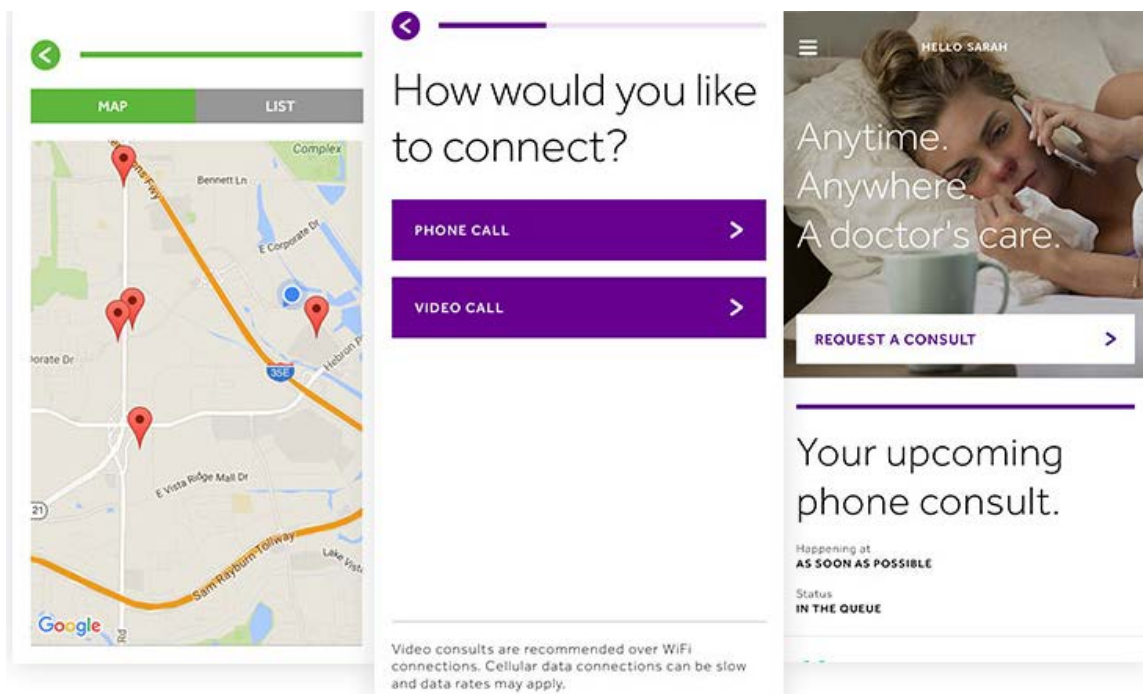 MAP
LIST
Complex
Bennett Ln
E Corporate Dr
orate Dr
Hebron
35E
E Vista Ridge Mall Dr
21
Sam Rayburn Tollway
Lake Vista
Google
Rd
How would you like
to connect?
PHONE CALL
VIDEO CALL
Video consults are recommended over WiFi
connections. Cellular data connections can be slow
and data rates may apply.
HELLO SARAH
Anytime.
Anywhere.
A doctor's care.
REQUEST A CONSULT
Your upcoming
phone consult.
Happening at
AS SOON AS POSSIBLE
Status
IN THE QUEUE